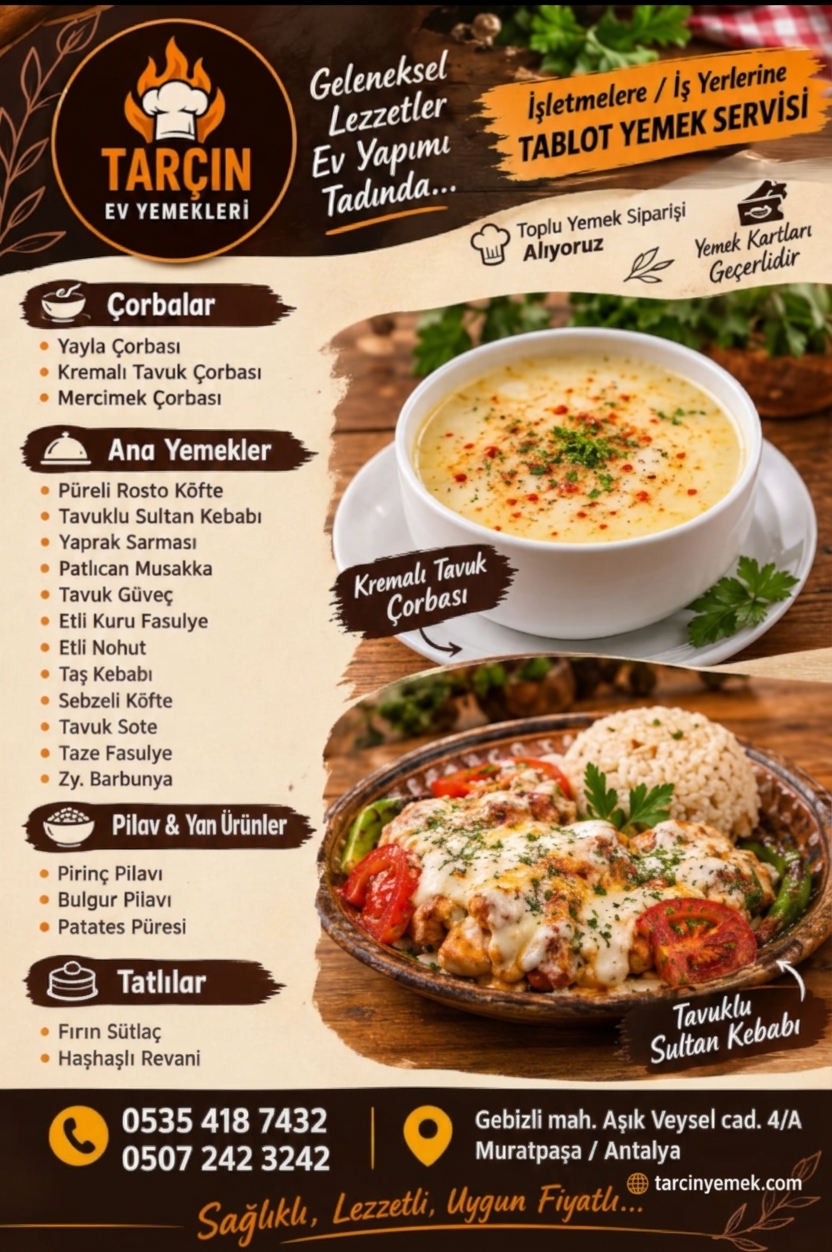 TARÇIN
EV YEMEKLERİ
Geleneksel
Lezzetler
Ev Yapımı
Tadında...
İşletmelere / İş Yerlerine
TABLOT YEMEK SERVİSİ
Toplu Yemek Siparişi
Alıyoruz
Yemek Kartları
Geçerlidir
Çorbalar
Yayla Çorbası
Kremalı Tavuk Çorbası
Mercimek Çorbası
Ana Yemekler
Püreli Rosto Köfte
Tavuklu Sultan Kebabı
Yaprak Sarması
Patlıcan Musakka
Tavuk Güveç
Etli Kuru Fasulye
Etli Nohut
Taş Kebabı
Sebzeli Köfte
Tavuk Sote
Taze Fasulye
Zy. Barbunya
Pilav & Yan Ürünler
Pirinç Pilavı
Bulgur Pilavı
Patates Püresi
Tatlılar
Fırın Sütlaç
Haşhaşlı Revani
Kremalı Tavuk
Çorbası
Tavuklu
Sultan Kebabı
0535 418 7432
0507 242 3242
Gebizli mah. Aşık Veysel cad. 4/A
Muratpaşa / Antalya
tarcinyemek.com
Sağlıklı, Lezzetli, Uygun Fiyatlı...